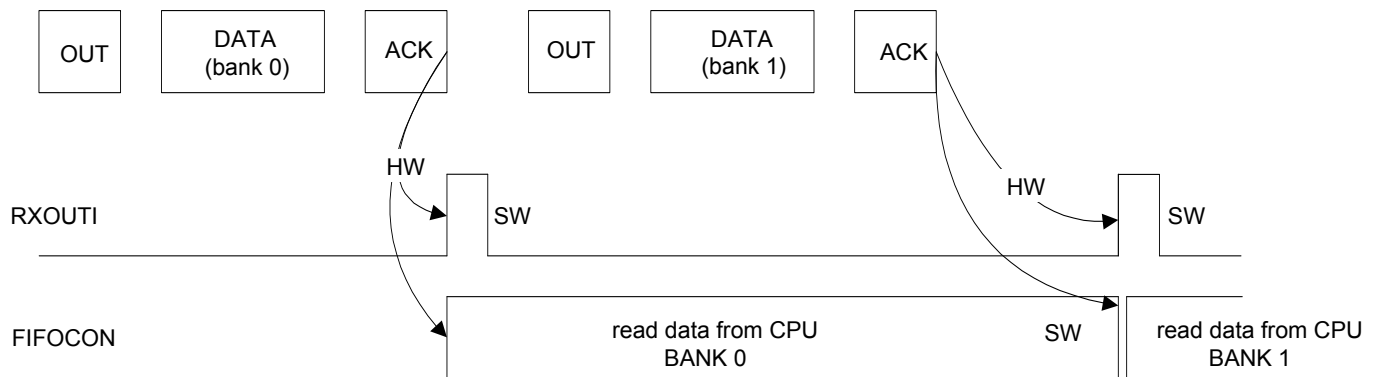 OUT
DATA
(bank 0)
ACK
OUT
DATA
(bank 1)
ACK
HW
HW
RXOUTI
SW
SW
FIFOCON
read data from CPU
BANK 0
SW
read data from CPU
BANK 1